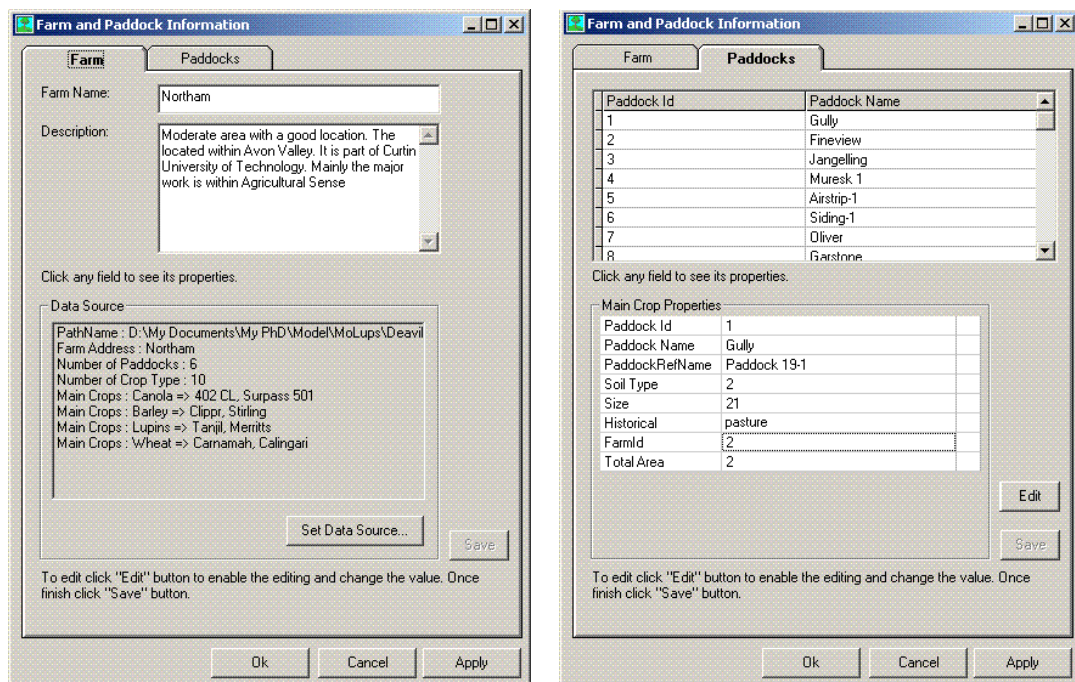 Farm and Paddock Information
Farm Paddocks
Farm Name: Northam
Description: Moderate area with a good location. The
located within Avon Valley. It is part of Curtin
University of Technology. Mainly the major
work is within Agricultural Sense
Click any field to see its properties.
Data Source
PathName : D:\My Documents\My PhD\Model\MoLups\Deavil
Farm Address : Northam
Number of Paddocks : 6
Number of Crop Type : 10
Main Crops : Canola => 402 CL, Surpass 501
Main Crops : Barley => Clippr, Stirling
Main Crops : Lupins => Tanjil, Merritts
Main Crops : Wheat => Carnamah, Calingari
Set Data Source...
Save
To edit click "Edit" button to enable the editing and change the value. Once
finish click "Save" button.
Ok Cancel Apply
Farm and Paddock Information
Farm Paddocks
Paddock Id Paddock Name
1 Gully
2 Fineview
3 Jangelling
4 Muresk 1
5 Airstrip-1
6 Siding-1
7 Oliver
8 Garstone
Click any field to see its properties.
Main Crop Properties
Paddock Id 1
Paddock Name Gully
PaddockRefName Paddock 19-1
Soil Type 2
Size 21
Historical pasture
FarmId 2
Total Area 2
Edit
Save
To edit click "Edit" button to enable the editing and change the value. Once
finish click "Save" button.
Ok Cancel Apply